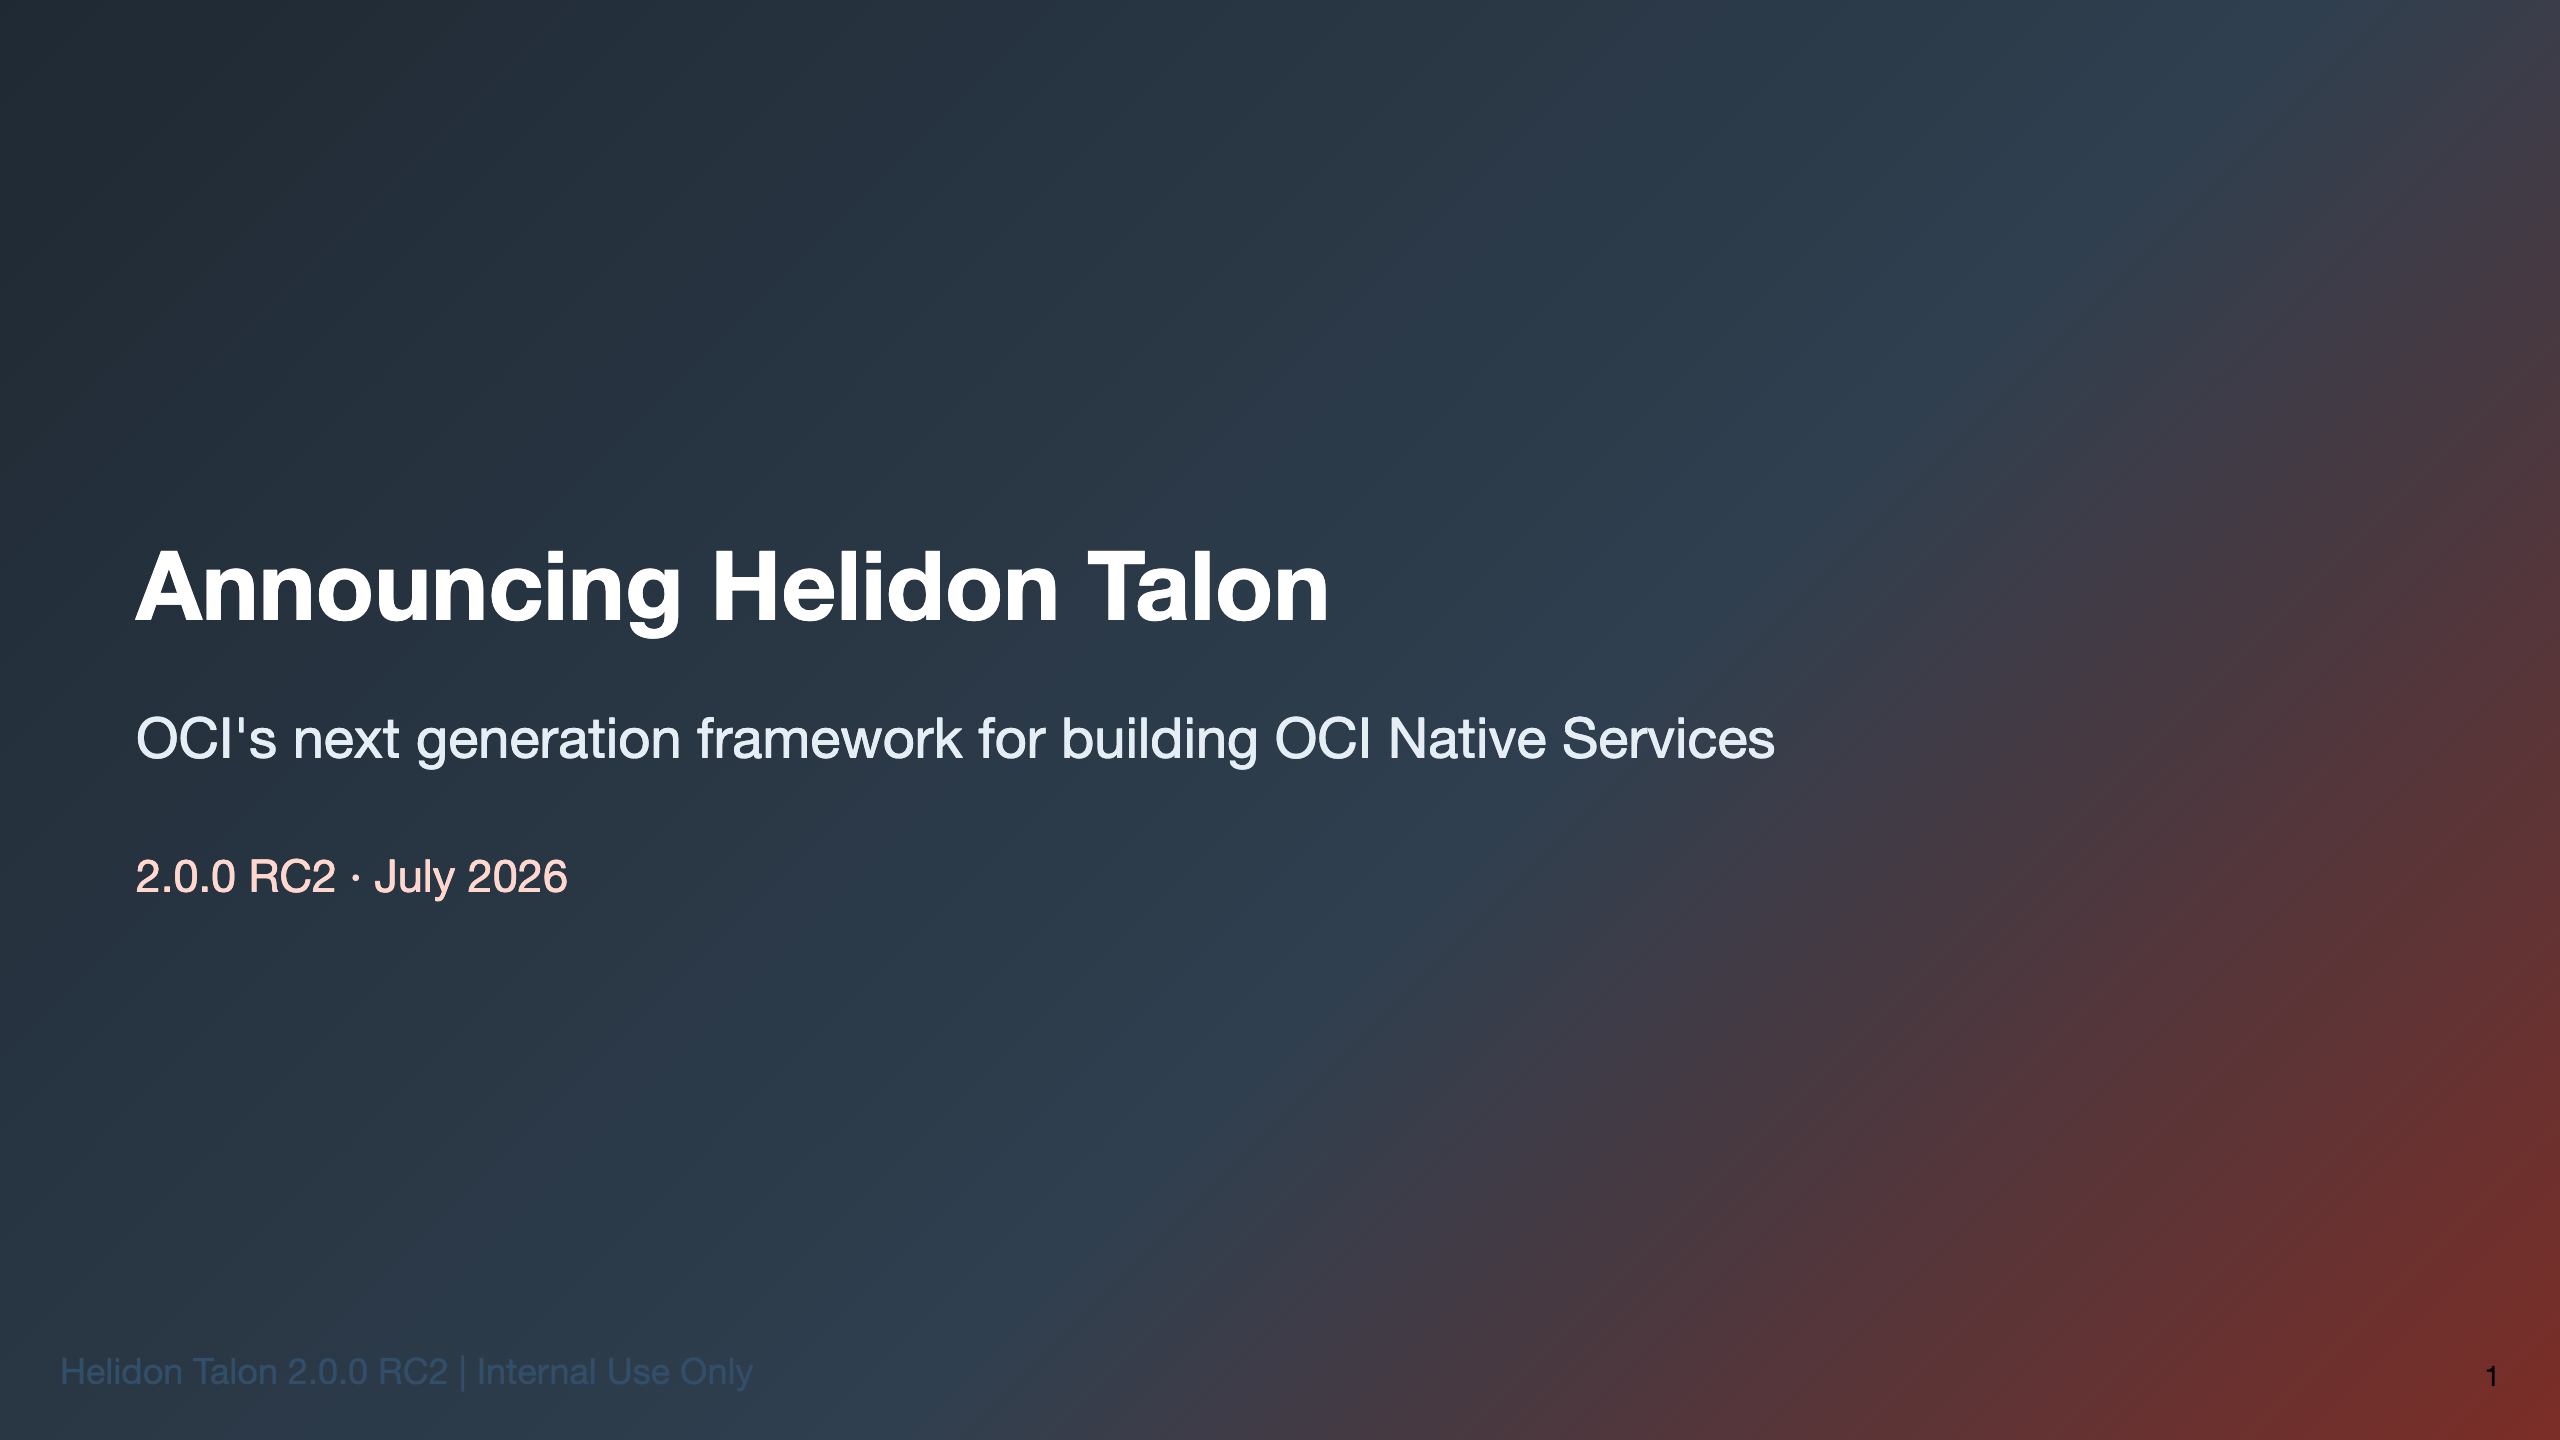 Announcing Helidon Talon
OCI's next generation framework for building OCI Native Services
2.0.0 RC2 · July 2026
Helidon Talon 2.0.0 RC2 | Internal Use Only
1